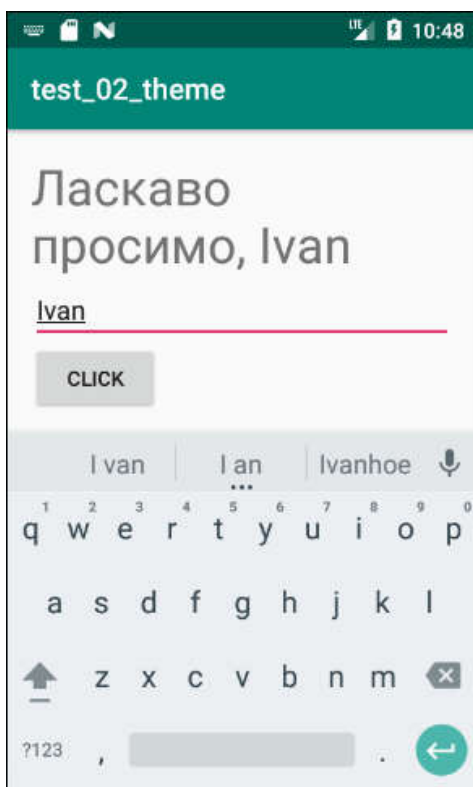 LTE 10:48
test_02_theme
Ласкаво
просимо, Ivan
Ivan
CLICK
I van I an Ivanhoe
1 2 3 4 5 6 7 8 9 0
q w e r t y u i o p
a s d f g h j k l
z x c v b n m
?123 , .